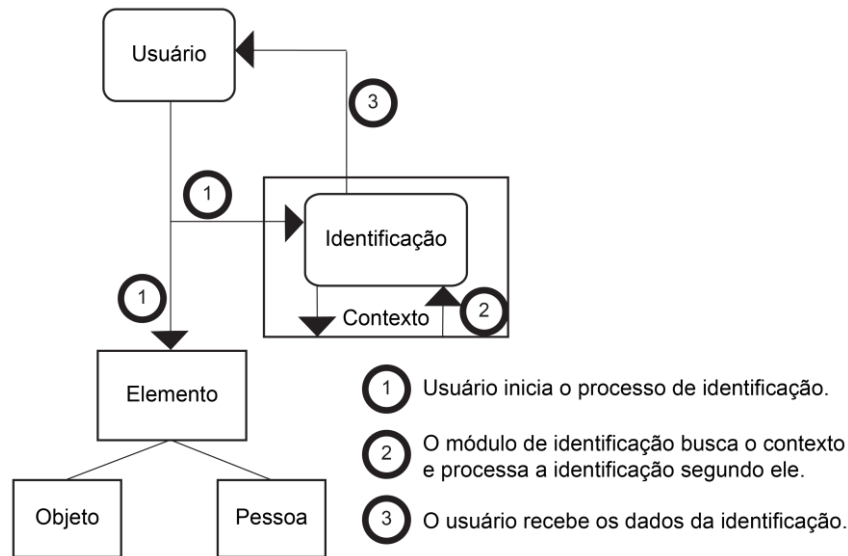 Usuário
3
1
Identificação
1
Contexto
2
Elemento
1
Usuário inicia o processo de identificação.
2
O módulo de identificação busca o contexto
e processa a identificação segundo ele.
Objeto
Pessoa
3
O usuário recebe os dados da identificação.